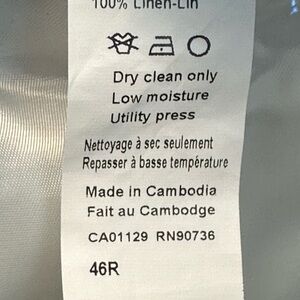 100% Linen-Lin
Dry clean only
Low moisture
Utility press
Nettoyage à sec seulement
Repasser à basse température
Made in Cambodia
Fait au Cambodge
CA01129 RN90736
46R